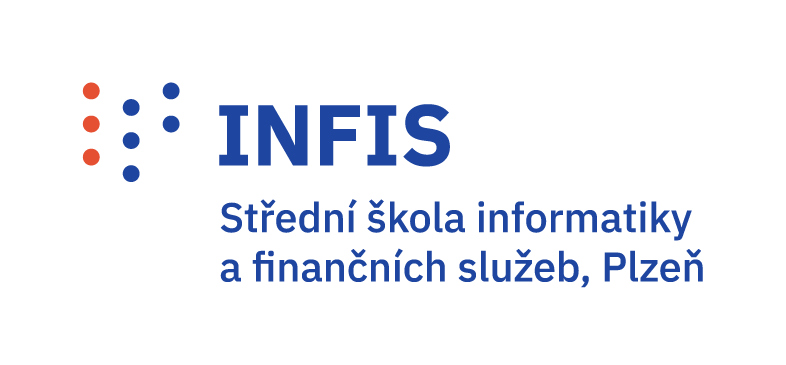 INFIS
Střední škola informatiky
a finančních služeb, Plzeň